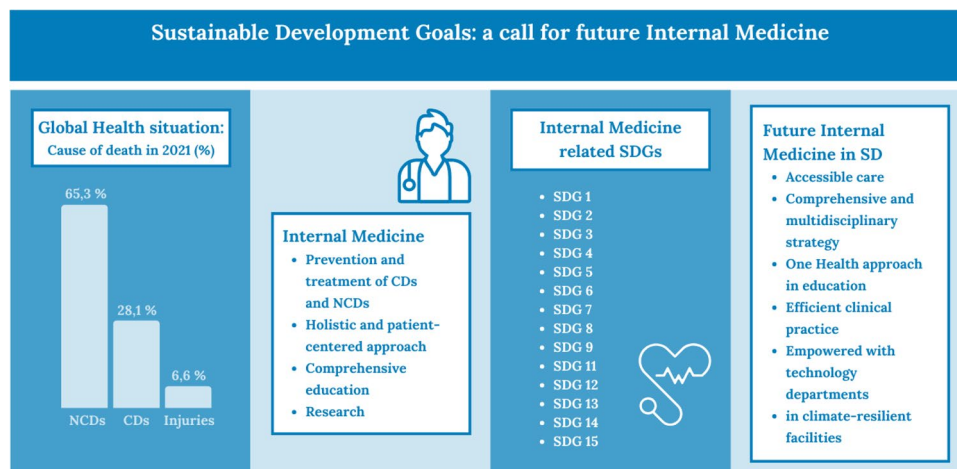 Sustainable Development Goals: a call for future Internal Medicine
Global Health situation:
Cause of death in 2021 (%)
65,3 %
28,1 %
6,6 %
NCDs CDs Injuries
Internal Medicine
• Prevention and
treatment of CDs
and NCDs
• Holistic and patient-
centered approach
• Comprehensive
education
• Research
Internal Medicine
related SDGs
• SDG 1
• SDG 2
• SDG 3
• SDG 4
• SDG 5
• SDG 6
• SDG 7
• SDG 8
• SDG 9
• SDG 11
• SDG 12
• SDG 13
• SDG 14
• SDG 15
Future Internal
Medicine in SD
• Accessible care
• Comprehensive and
multidisciplinary
strategy
• One Health approach
in education
• Efficient clinical
practice
• Empowered with
technology
departments
• in climate-resilient
facilities